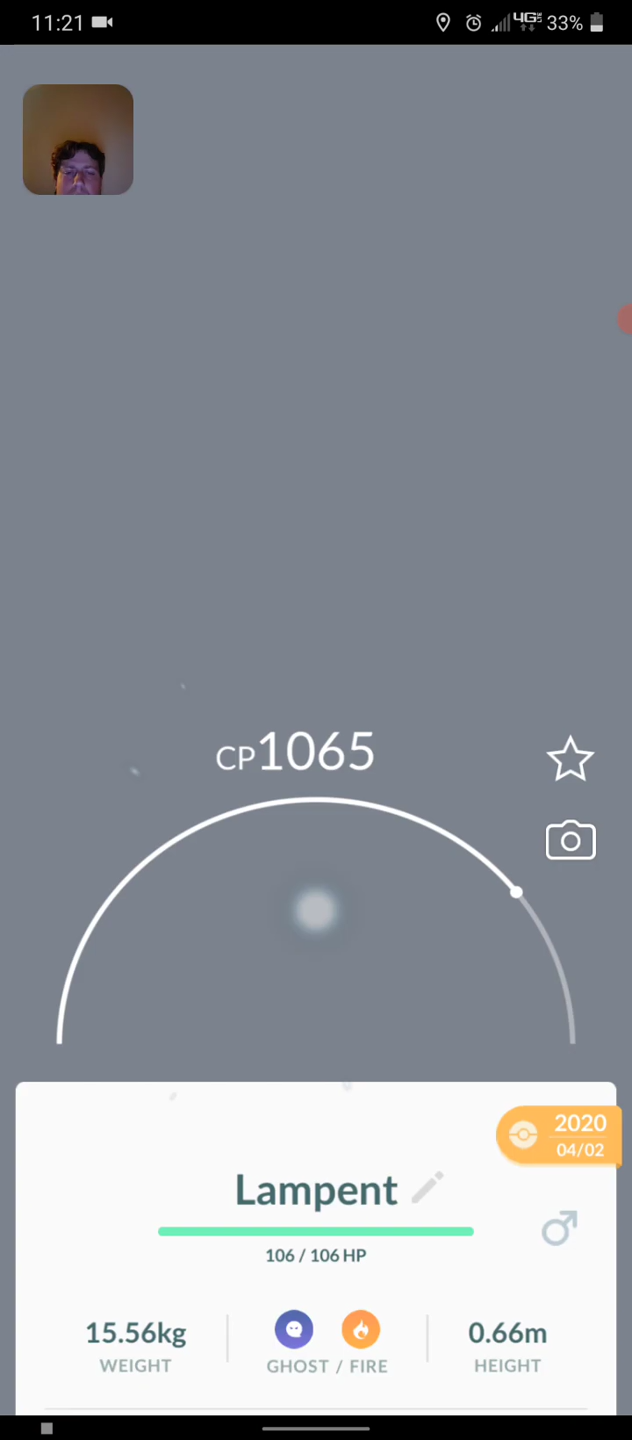 11:21
4G 33%
CP1065
2020
04/02
Lampent
106 / 106 HP
15.56kg
WEIGHT
GHOST / FIRE
0.66m
HEIGHT